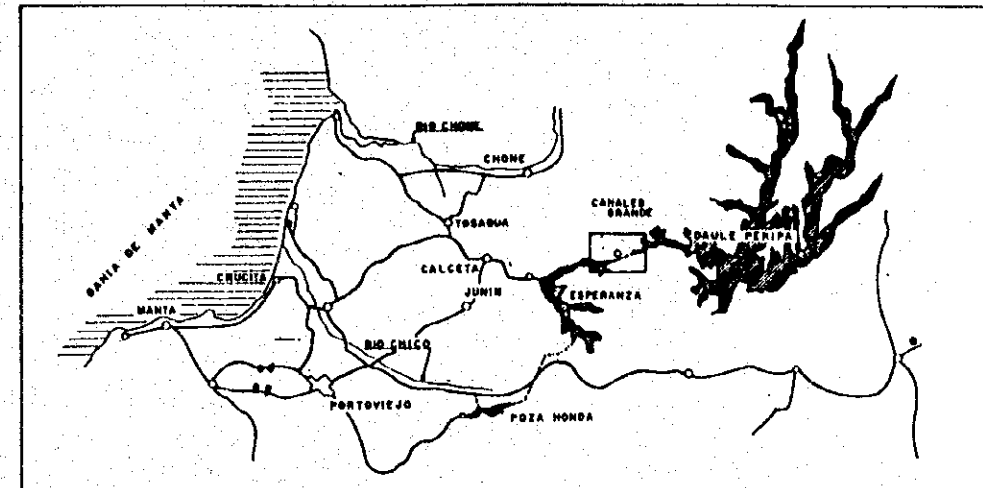 RIO CHONE
CHONE
CANALES
GRANDE
TOSAGUA
DAULE PERIPA
BAHIA DE MANTA
CALCETA
CRUCITA
JUNIN
ESPERANZA
MANTA
RIO CHICO
PORTOVIEJO
POZA HONDA